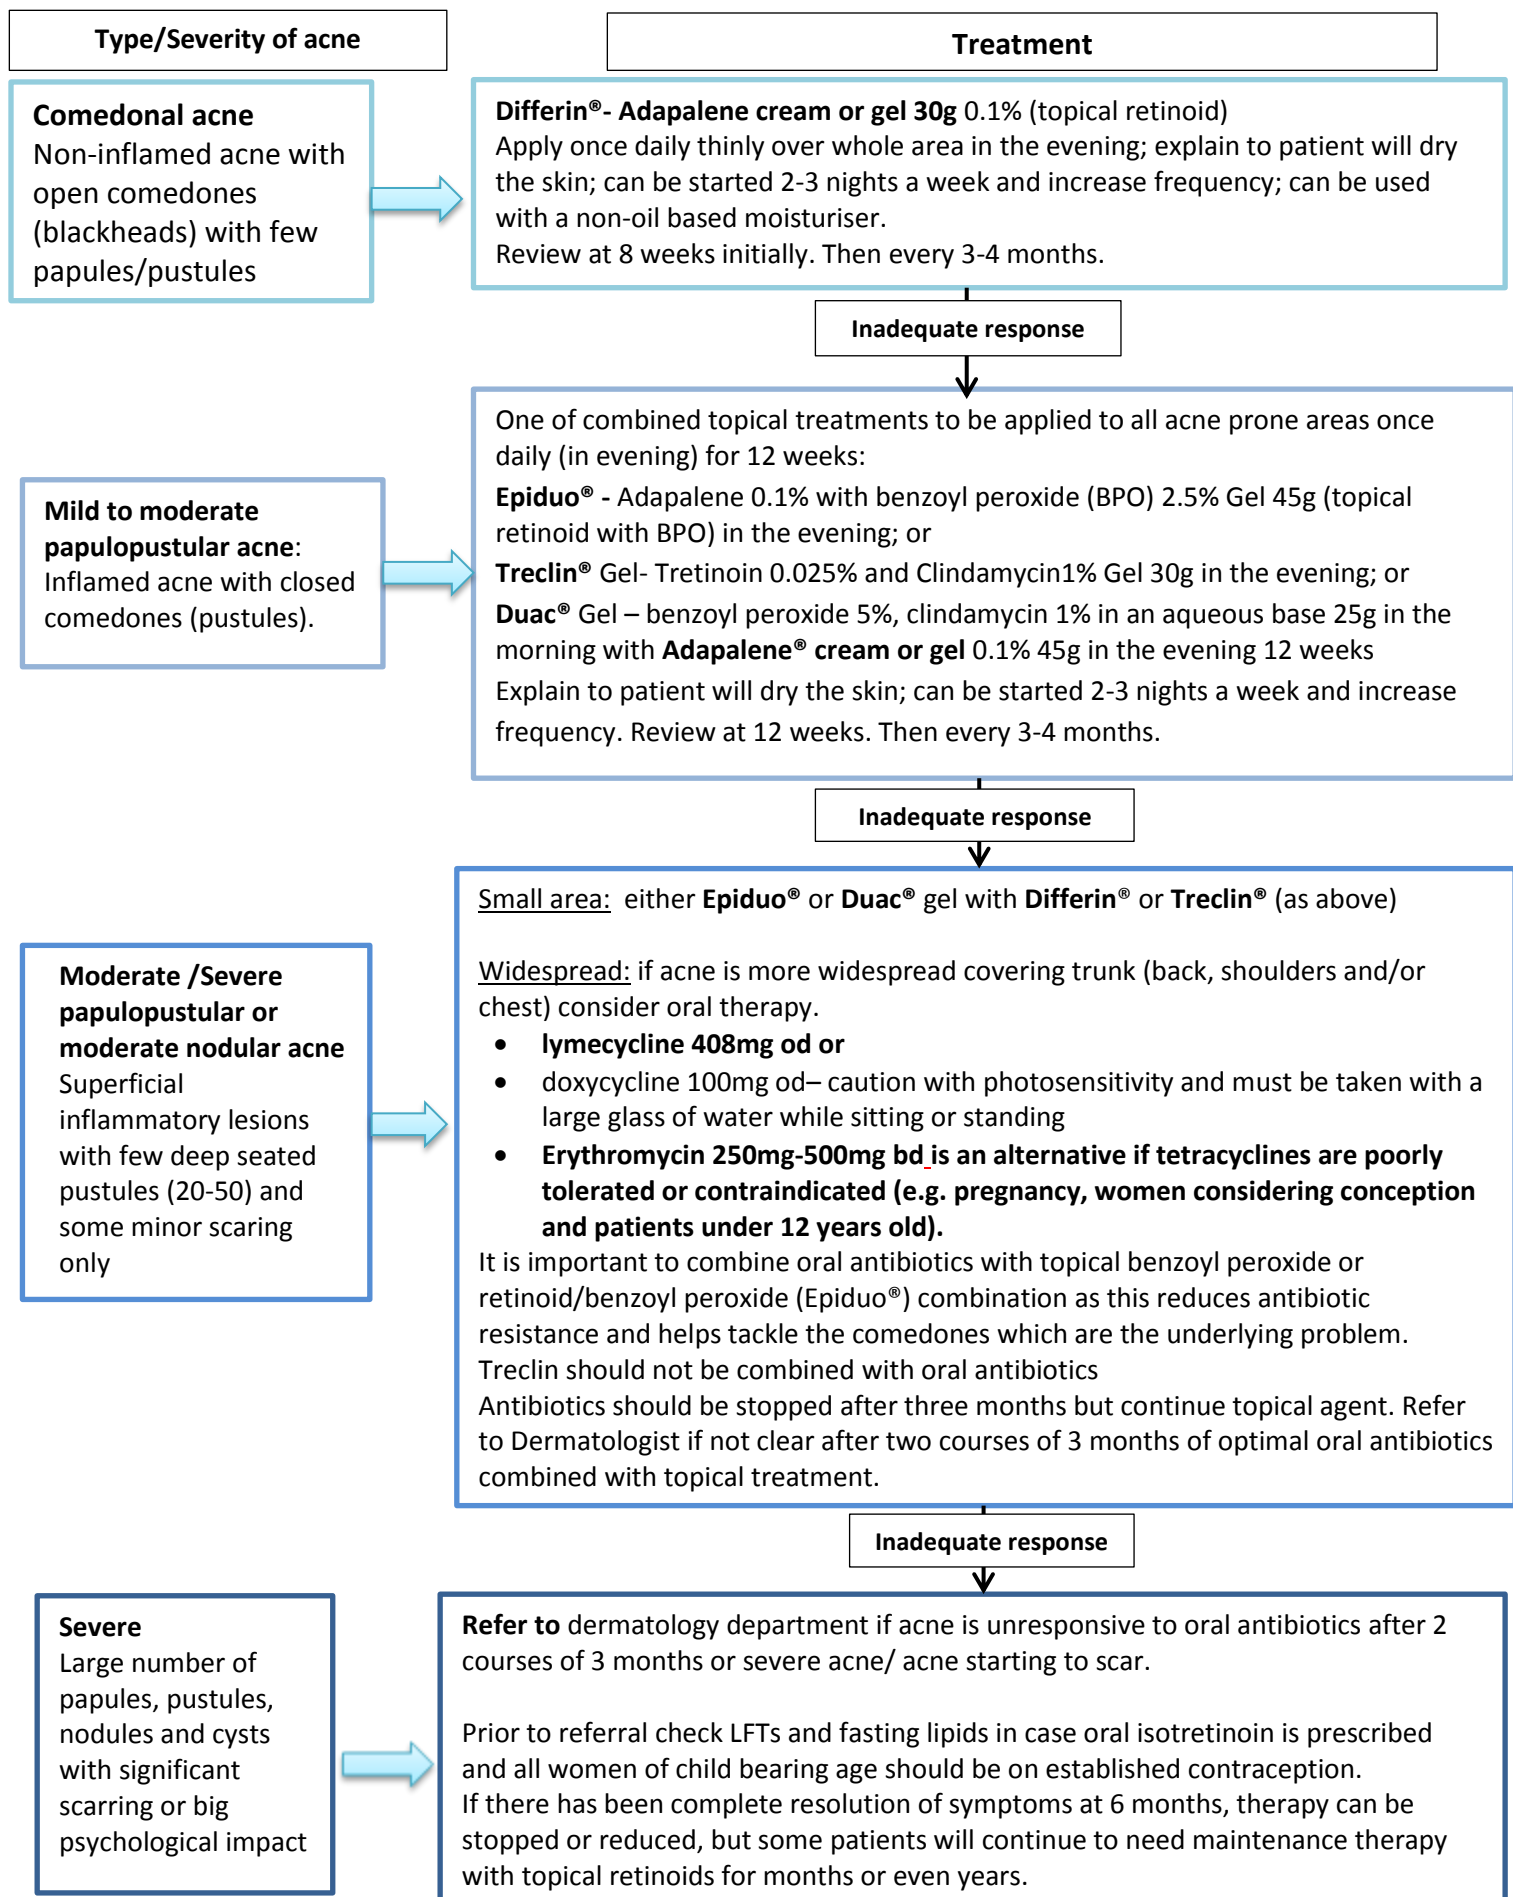 Type/Severity of acne
Treatment
Comedonal acne
Non-inflamed acne with
open comedones
(blackheads) with few
papules/pustules
Differin®- Adapalene cream or gel 30g 0.1% (topical retinoid)
Apply once daily thinly over whole area in the evening; explain to patient will dry
the skin; can be started 2-3 nights a week and increase frequency; can be used
with a non-oil based moisturiser.
Review at 8 weeks initially. Then every 3-4 months.
Inadequate response
Mild to moderate
papulopustular acne:
Inflamed acne with closed
comedones (pustules).
One of combined topical treatments to be applied to all acne prone areas once
daily (in evening) for 12 weeks:
Epiduo® - Adapalene 0.1% with benzoyl peroxide (BPO) 2.5% Gel 45g (topical
retinoid with BPO) in the evening; or
Treclin® Gel- Tretinoin 0.025% and Clindamycin1% Gel 30g in the evening; or
Duac® Gel – benzoyl peroxide 5%, clindamycin 1% in an aqueous base 25g in the
morning with Adapalene® cream or gel 0.1% 45g in the evening 12 weeks
Explain to patient will dry the skin; can be started 2-3 nights a week and increase
frequency. Review at 12 weeks. Then every 3-4 months.
Inadequate response
Moderate /Severe
papulopustular or
moderate nodular acne
Superficial
inflammatory lesions
with few deep seated
pustules (20-50) and
some minor scaring
only
Small area: either Epiduo® or Duac® gel with Differin® or Treclin® (as above)
Widespread: if acne is more widespread covering trunk (back, shoulders and/or
chest) consider oral therapy.
• lymecycline 408mg od or
• doxycycline 100mg od– caution with photosensitivity and must be taken with a
large glass of water while sitting or standing
• Erythromycin 250mg-500mg bd is an alternative if tetracyclines are poorly
tolerated or contraindicated (e.g. pregnancy, women considering conception
and patients under 12 years old).
It is important to combine oral antibiotics with topical benzoyl peroxide or
retinoid/benzoyl peroxide (Epiduo®) combination as this reduces antibiotic
resistance and helps tackle the comedones which are the underlying problem.
Treclin should not be combined with oral antibiotics
Antibiotics should be stopped after three months but continue topical agent. Refer
to Dermatologist if not clear after two courses of 3 months of optimal oral antibiotics
combined with topical treatment.
Inadequate response
Severe
Large number of
papules, pustules,
nodules and cysts
with significant
scarring or big
psychological impact
Refer to dermatology department if acne is unresponsive to oral antibiotics after 2
courses of 3 months or severe acne/ acne starting to scar.
Prior to referral check LFTs and fasting lipids in case oral isotretinoin is prescribed
and all women of child bearing age should be on established contraception.
If there has been complete resolution of symptoms at 6 months, therapy can be
stopped or reduced, but some patients will continue to need maintenance therapy
with topical retinoids for months or even years.